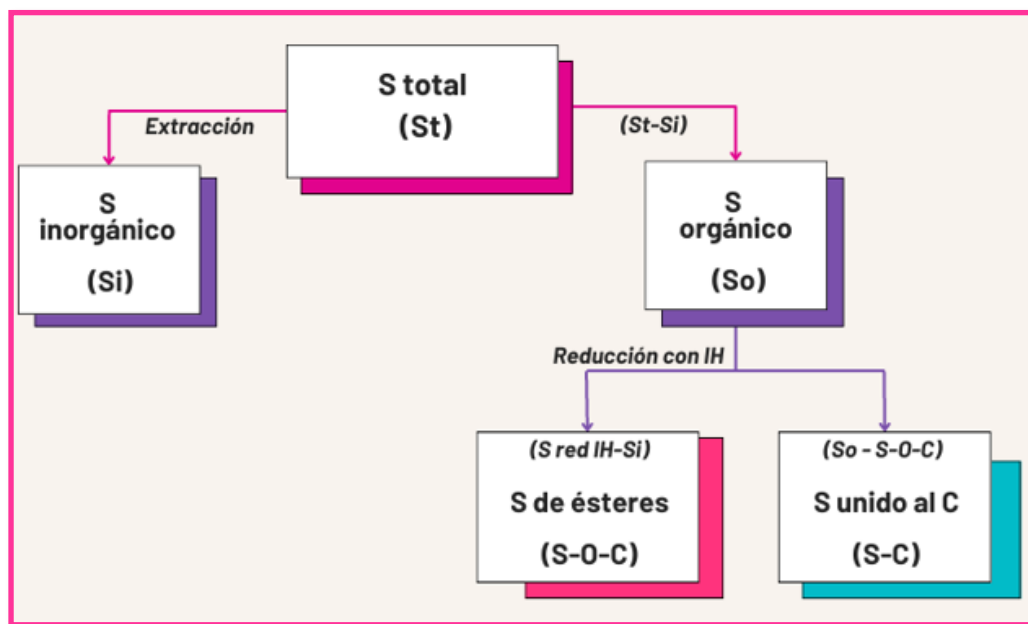 S total
(St)
Extracción
(St-Si)
S
inorgánico
(Si)
S
orgánico
(So)
Reducción con IH
(S red IH-Si)
S de ésteres
(S-O-C)
(So - S-O-C)
S unido al C
(S-C)